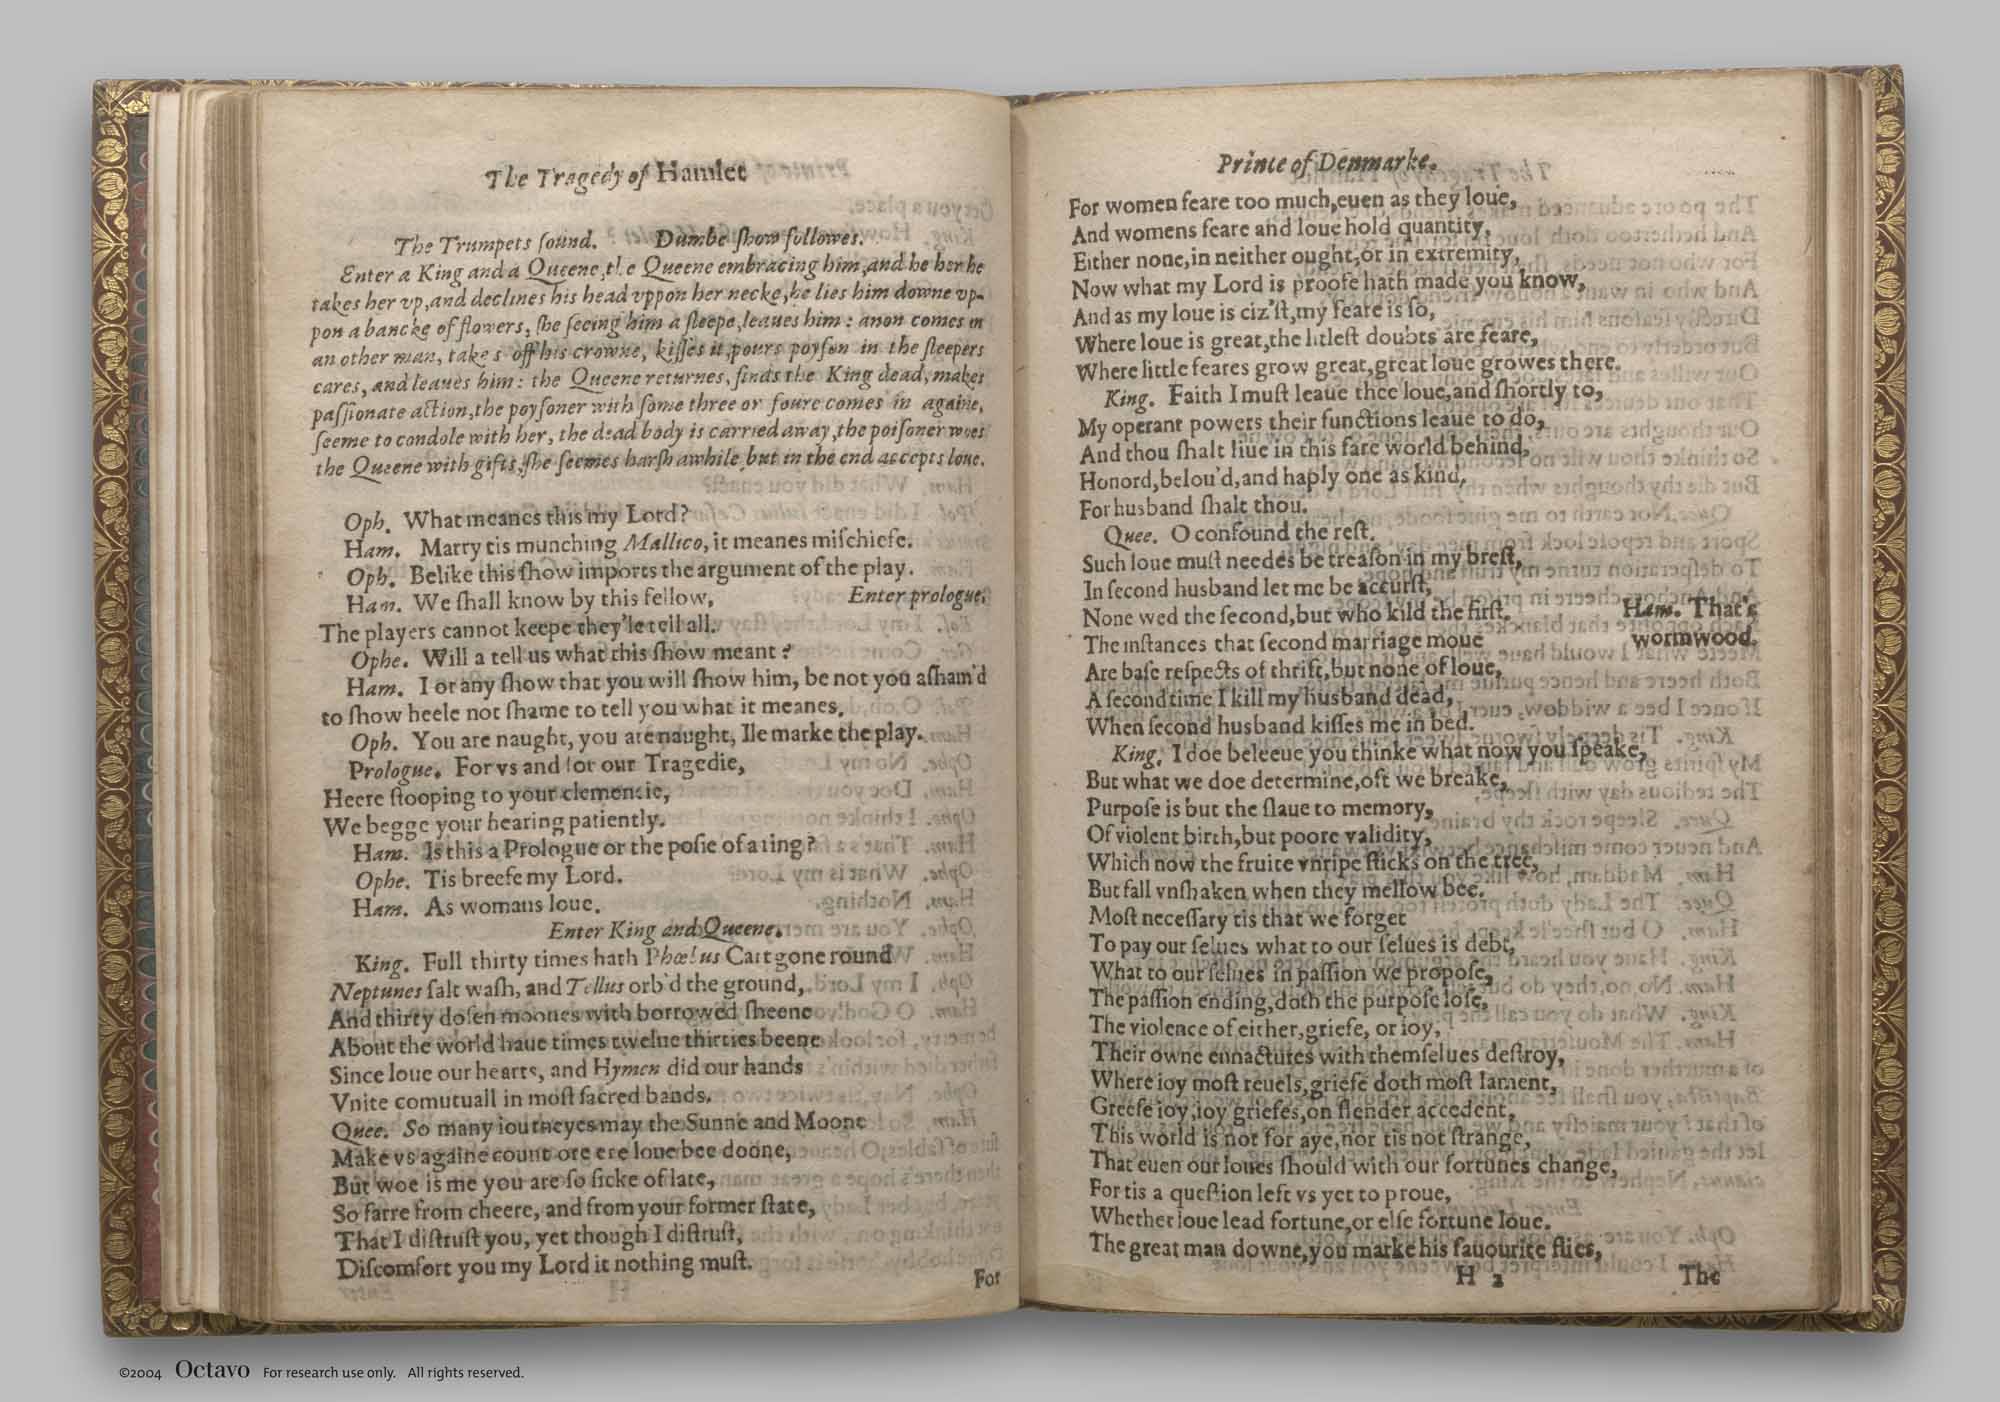 The Tragedy of Hamlet
The Trumpets ſound. Dumbe ſhow followes.
Enter a King and a Queene, the Queene embracing him, and he her, he
takes her vp, and declines his head vppon her necke, he lies him downe vp-
pon a bancke of flowers, ſhe ſeeing him aſleepe, leaues him: anon comes in
an other man, takes off his crowne, kiſſes it, pours poyſon in the ſleepers
eares, and leaues him: the Queene returnes, finds the King dead, makes
paſſionate action, the poyſoner with ſome three or foure comes in againe,
ſeeme to condole with her, the dead body is carried away, the poiſoner wooes
the Queene with gifts, ſhe ſeemes harſh awhile, but in the end accepts loue.
Oph. What meanes this my Lord?
Ham. Marry tis munching Mallico, it meanes miſchiefe.
Oph. Belike this ſhow imports the argument of the play.
Ham. We ſhall know by this fellow, Enter prologue.
The players cannot keepe they'le tell all.
Ophe. Will a tell us what this ſhow meant?
Ham. I or any ſhow that you will ſhow him, be not you aſham'd
to ſhow heele not ſhame to tell you what it meanes.
Oph. You are naught, you are naught, Ile marke the play.
Prologue. For vs and for our Tragedie,
Heere ſtooping to your clemencie,
We begge your hearing patiently.
Ham. Is this a Prologue or the poſie of a ring?
Ophe. Tis breefe my Lord.
Ham. As womans loue.
Enter King and Queene.
King. Full thirty times hath Phœbus Cart gone round
Neptunes ſalt waſh, and Tellus orb'd the ground,
And thirty doſen moones with borrowed ſheene
About the world haue times twelue thirties beene
Since loue our hearts, and Hymen did our hands
Vnite comutuall in moſt ſacred bands.
Quee. So many iourneyes may the Sunne and Moone
Make vs againe count ore ere loue bee doone,
But woe is me you are ſo ſicke of late,
So farre from cheere, and from your former ſtate,
That I diſtruſt you, yet though I diſtruſt,
Diſcomfort you my Lord it nothing muſt.
For
Prince of Denmarke.
For women feare too much, euen as they loue,
And womens feare and loue hold quantity,
Either none, in neither ought, or in extremity,
Now what my Lord is proofe hath made you know,
And as my loue is ciz'ſt, my feare is ſo,
Where loue is great, the litleſt doubts are feare,
Where little feares grow great, great loue growes there.
King. Faith I muſt leaue thee loue, and ſhortly to,
My operant powers their functions leaue to do,
And thou ſhalt liue in this fare world behind,
Honord, belou'd, and haply one as kind,
For husband ſhalt thou.
Quee. O confound the reſt.
Such loue muſt needes be treaſon in my breſt,
In ſecond husband let me be accurſt,
None wed the ſecond, but who kild the firſt. Ham. That's
The inſtances that ſecond marriage moue wormwood.
Are baſe reſpects of thrift, but none of loue,
A ſecond time I kill my husband dead,
When ſecond husband kiſſes me in bed.
King. I doe beleeue you thinke what now you ſpeake,
But what we doe determine, oft we breake,
Purpoſe is but the ſlaue to memory,
Of violent birth, but poore validity,
Which now the fruite vnripe ſticks on the tree,
But fall vnſhaken when they mellow bee.
Moſt neceſſary tis that we forget
To pay our ſelues what to our ſelues is debt,
What to our ſelues in paſſion we propoſe,
The paſſion ending, doth the purpoſe loſe,
The violence of either, griefe, or ioy,
Their owne ennactures with themſelues deſtroy,
Where ioy moſt reuels, griefe doth moſt lament,
Greefe ioy, ioy griefes, on ſlender accedent,
This world is not for aye, nor tis not ſtrange,
That euen our loues ſhould with our fortunes change,
For tis a queſtion left vs yet to proue,
Whether loue lead fortune, or elſe fortune loue.
The great man downe, you marke his fauourite flies,
H 2 The
©2004 Octavo For research use only. All rights reserved.